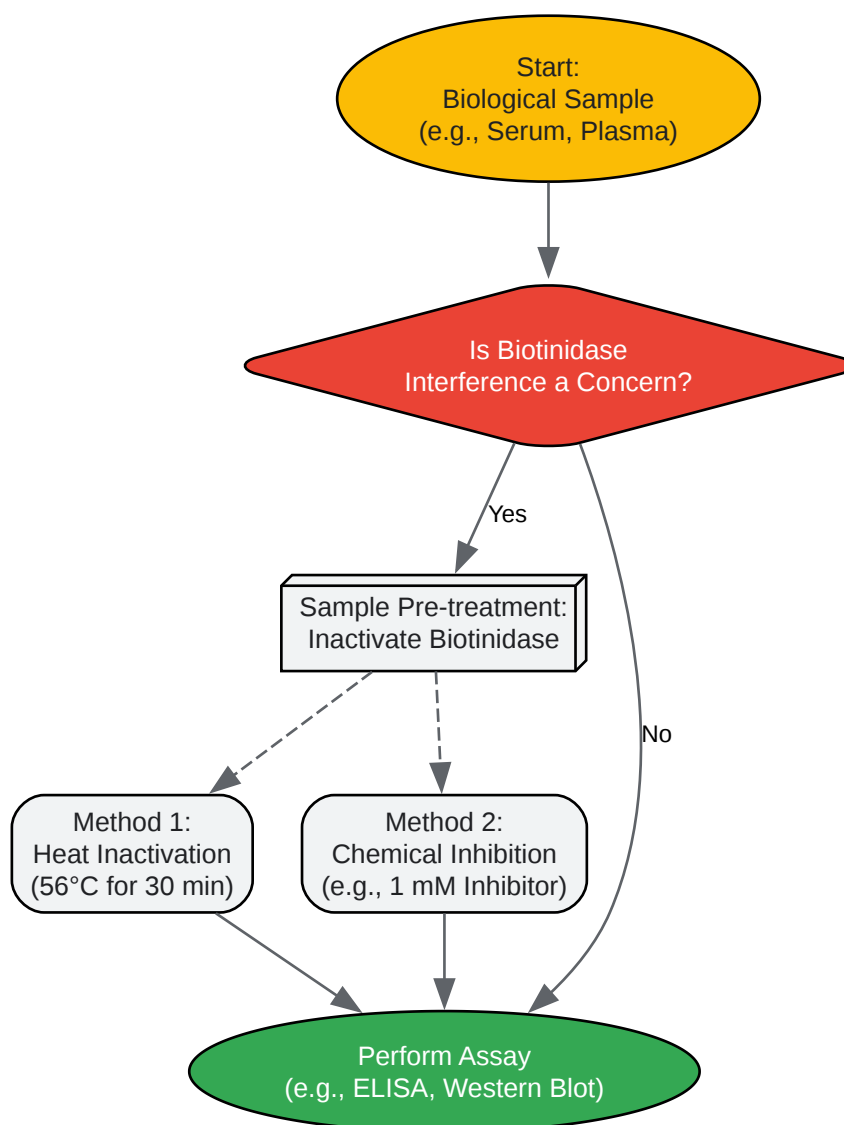 Start:
Biological Sample
(e.g., Serum, Plasma)
Is Biotinidase
Interference a Concern?
Yes
Sample Pre-treatment:
Inactivate Biotinidase
No
Method 1:
Heat Inactivation
(56°C for 30 min)
Method 2:
Chemical Inhibition
(e.g., 1 mM Inhibitor)
Perform Assay
(e.g., ELISA, Western Blot)